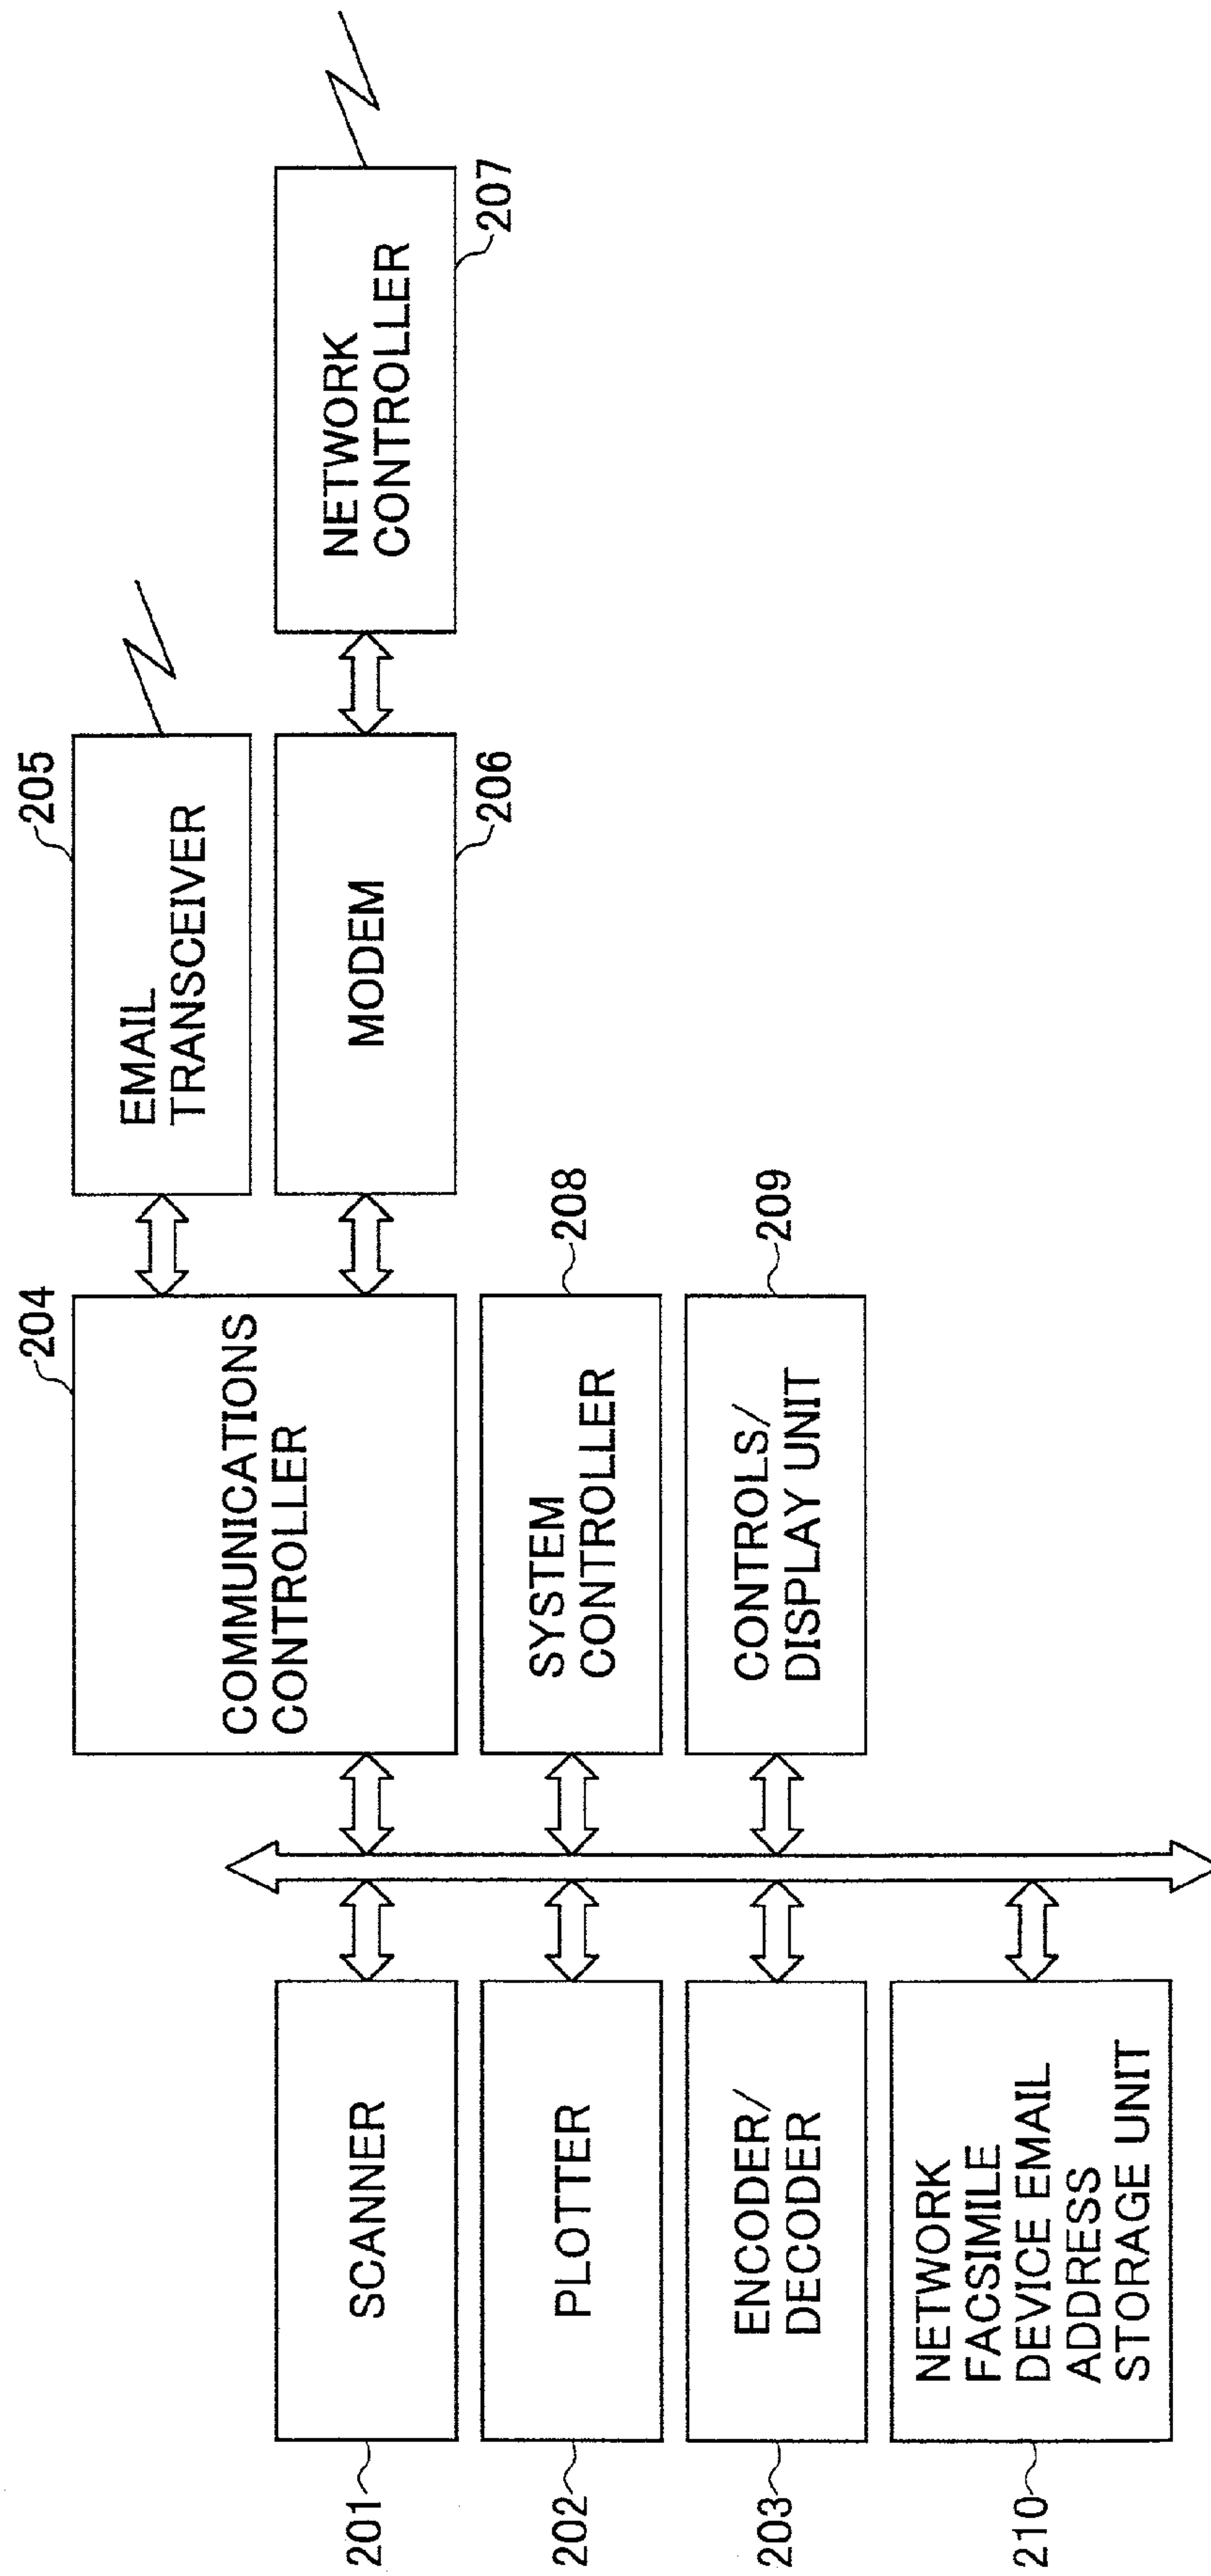 204
COMMUNICATIONS
CONTROLLER
205
EMAIL
TRANSCEIVER
201
SCANNER
MODEM
206
NETWORK
CONTROLLER
207
202
PLOTTER
SYSTEM
CONTROLLER
208
203
ENCODER/
DECODER
CONTROLS/
DISPLAY UNIT
209
210
NETWORK
FACSIMILE
DEVICE EMAIL
ADDRESS
STORAGE UNIT